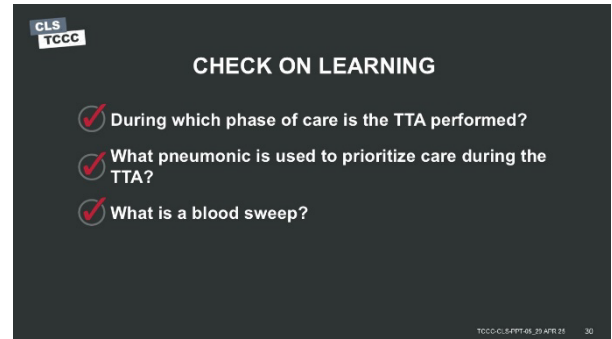 CLS
TCCC
CHECK ON LEARNING
During which phase of care is the TTA performed?
What pneumonic is used to prioritize care during the
TTA?
What is a blood sweep?
TCCC-CLS-PPT-05_29 APR 25 30